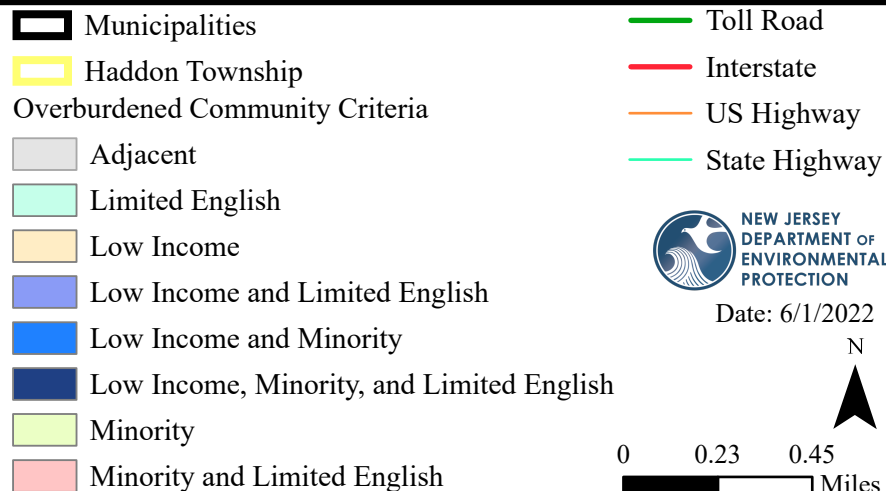 Municipalities
Haddon Township
Overburdened Community Criteria
Adjacent
Limited English
Low Income
Low Income and Limited English
Low Income and Minority
Low Income, Minority, and Limited English
Minority
Minority and Limited English
Toll Road
Interstate
US Highway
State Highway
NEW JERSEY
DEPARTMENT OF
ENVIRONMENTAL
PROTECTION
Date: 6/1/2022
N
0 0.23 0.45
Miles